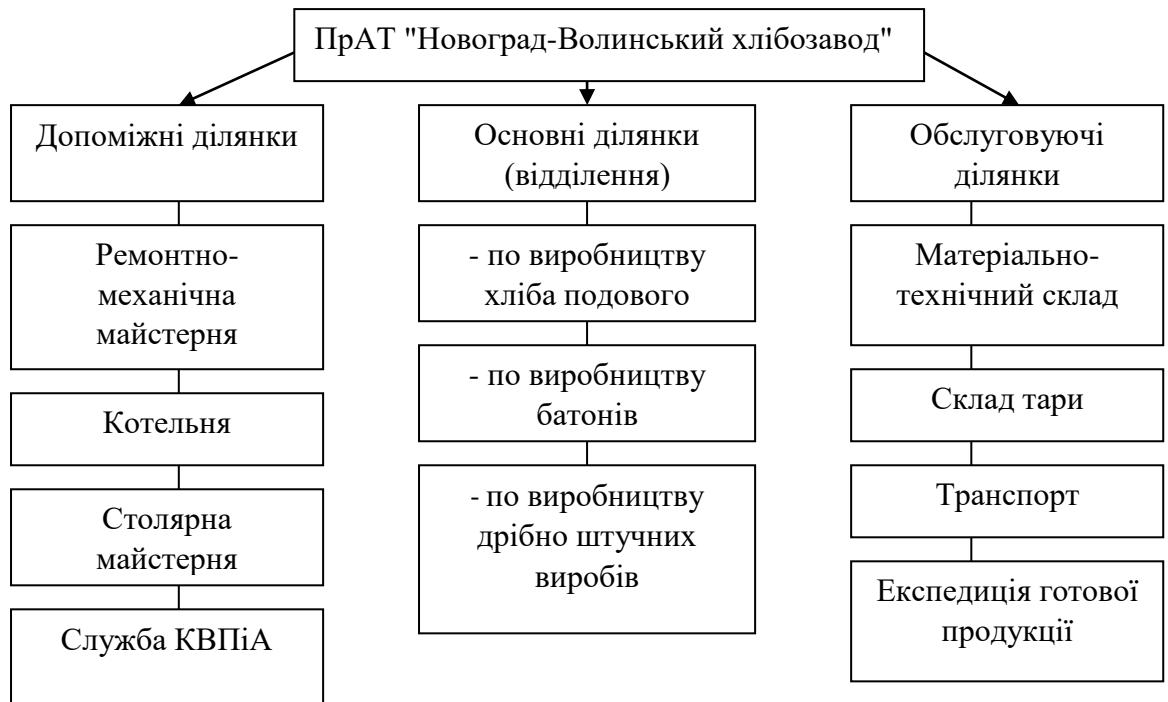 ПрАТ "Новоград-Волинський хлібозавод"
Допоміжні ділянки
Ремонтно-
механічна
майстерня
Котельня
Столярна
майстерня
Служба КВПіА
Основні ділянки
(відділення)
- по виробництву
хліба подового
- по виробництву
батонів
- по виробництву
дрібно штучних
виробів
Обслуговуючі
ділянки
Матеріально-
технічний склад
Склад тари
Транспорт
Експедиція готової
продукції